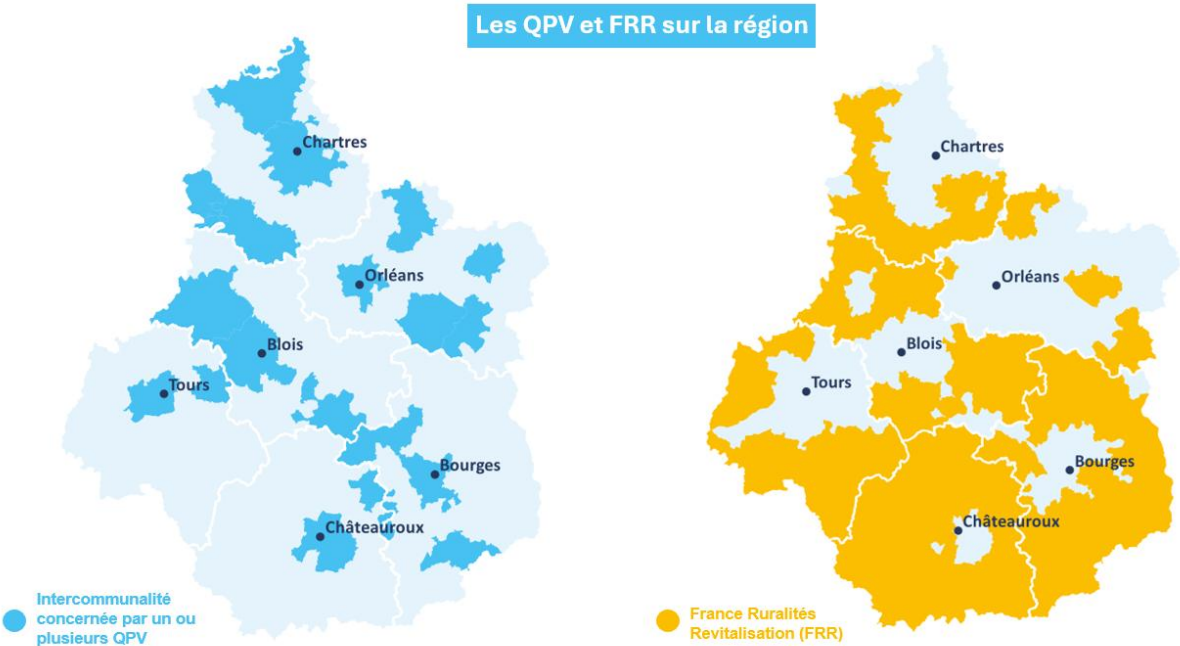 Les QPV et FRR sur la région
Chartres
Orléans
Blois
Tours
Bourges
Châteauroux
Intercommunalité
concernée par un ou
plusieurs QPV
Chartres
Orléans
Blois
Tours
Bourges
Châteauroux
France Ruralités
Revitalisation (FRR)